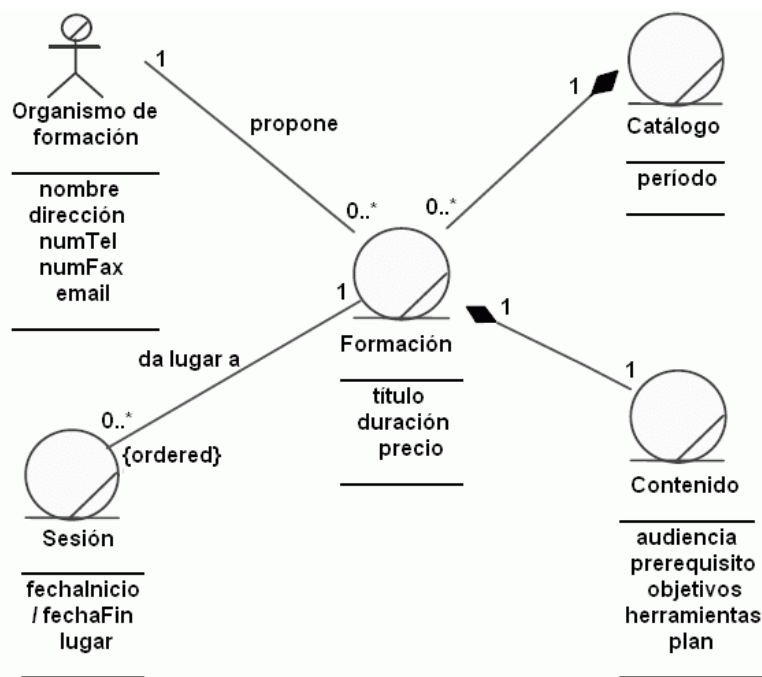 1
Organismo de
formación
nombre
dirección
numTel
numFax
email
propone
0..*
1
Catálogo
período
0..*
1
Formación
título
duración
precio
1
1
Contenido
audiencia
prerequisito
objetivos
herramientas
plan
da lugar a
0..*
{ordered}
Sesión
fechaInicio
/ fechaFin
lugar